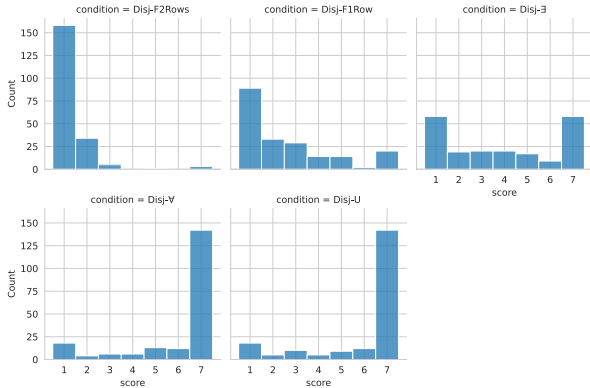 condition = Disj-F2Rows
condition = Disj-F1Row
condition = Disj-∃
150
125
100
75
50
25
0
Count
1 2 3 4 5 6 7
score
condition = Disj-∀
condition = Disj-U
150
125
100
75
50
25
0
Count
1 2 3 4 5 6 7
score
1 2 3 4 5 6 7
score